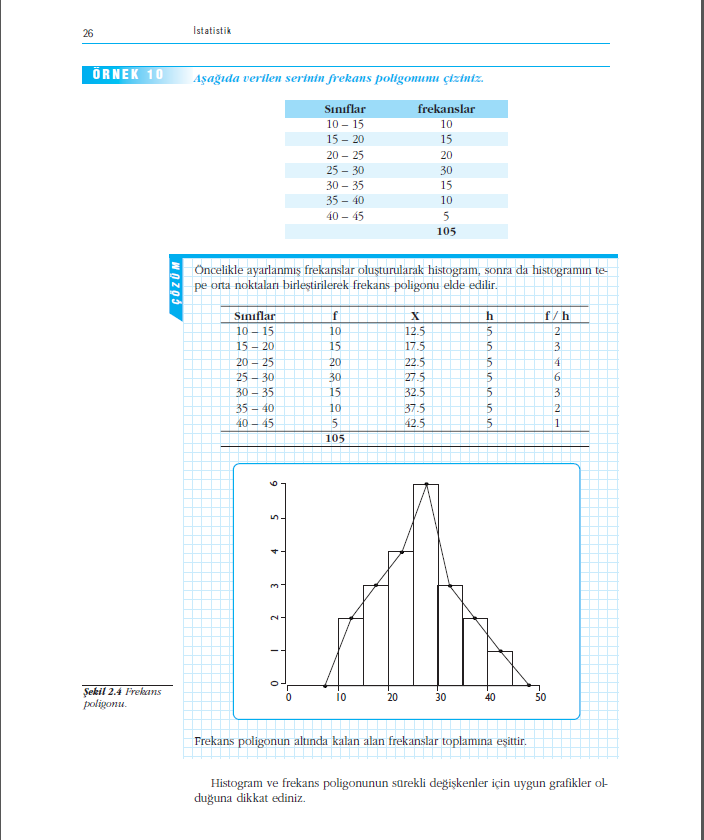 26
İstatistik
ÖRNEK 10
Aşağıda verilen serinin frekans poligonunu çiziniz.
Sınıflar frekanslar
10 – 15 10
15 – 20 15
20 – 25 20
25 – 30 30
30 – 35 15
35 – 40 10
40 – 45 5
105
ÇÖZÜM
Öncelikle ayarlanmış frekanslar oluşturularak histogram, sonra da histogramın te-
pe orta noktaları birleştirilerek frekans poligonu elde edilir.
Sınıflar f X h f / h
10 – 15 10 12.5 5 2
15 – 20 15 17.5 5 3
20 – 25 20 22.5 5 4
25 – 30 30 27.5 5 6
30 – 35 15 32.5 5 3
35 – 40 10 37.5 5 2
40 – 45 5 42.5 5 1
105
6
5
4
3
2
1
0
0 10 20 30 40 50
Şekil 2.4 Frekans
poligonu.
Frekans poligonun altında kalan alan frekanslar toplamına eşittir.
Histogram ve frekans poligonunun sürekli değişkenler için uygun grafikler ol-
duğuna dikkat ediniz.